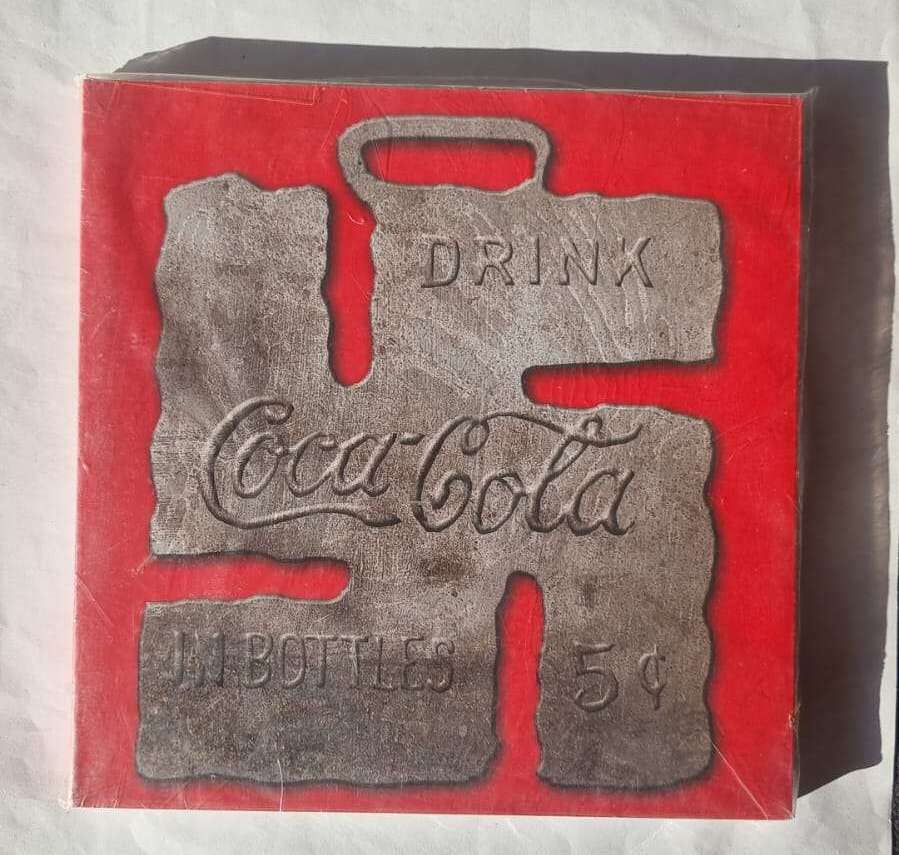 DRINK
Coca-Cola
IN BOTTLES 5¢